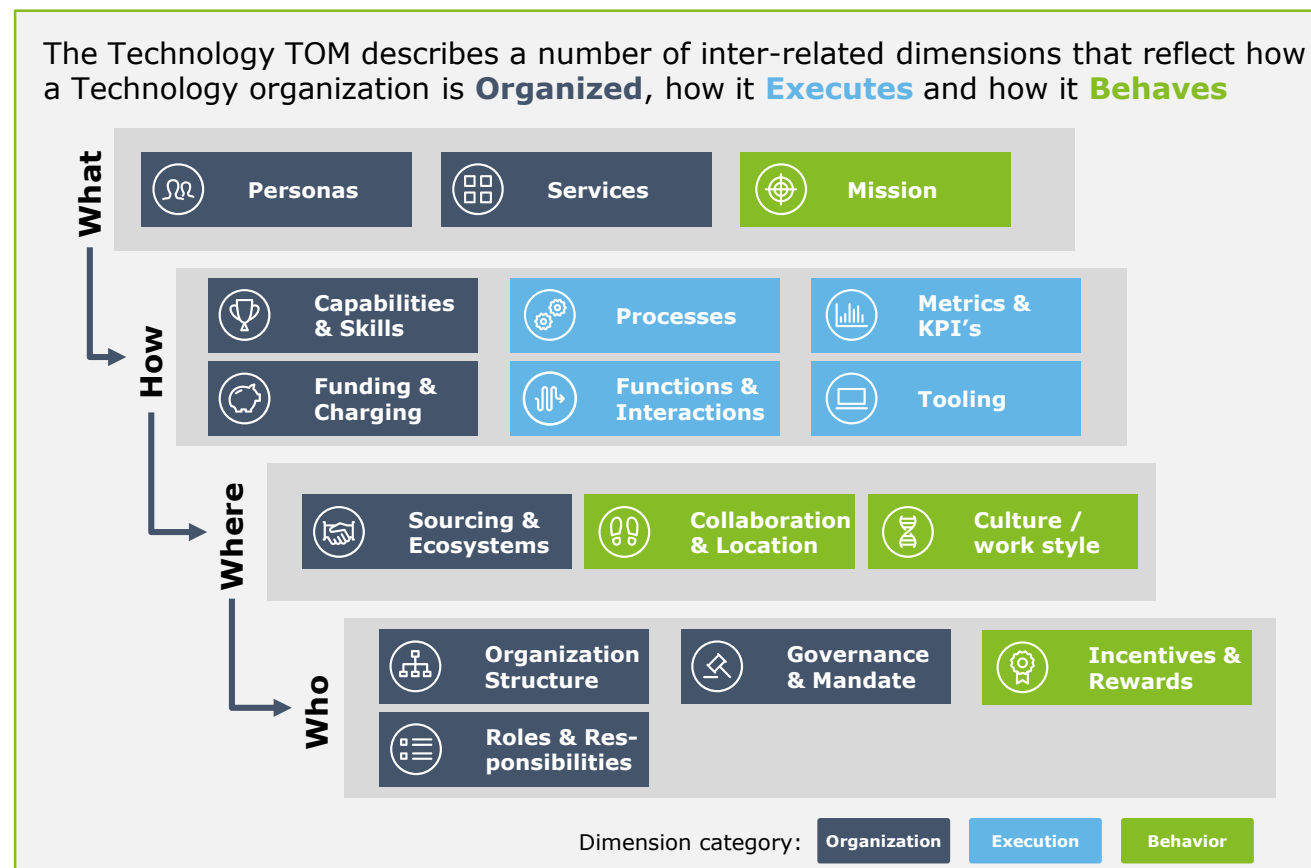 The Technology TOM describes a number of inter-related dimensions that reflect how
a Technology organization is Organized, how it Executes and how it Behaves
What
Personas
Services
Mission
How
Capabilities
& Skills
Processes
Metrics &
KPI's
Funding &
Charging
Functions &
Interactions
Tooling
Where
Sourcing &
Ecosystems
Collaboration
& Location
Culture /
work style
Who
Organization
Structure
Governance
& Mandate
Incentives &
Rewards
Roles & Res-
ponsibilities
Dimension category:
Organization
Execution
Behavior